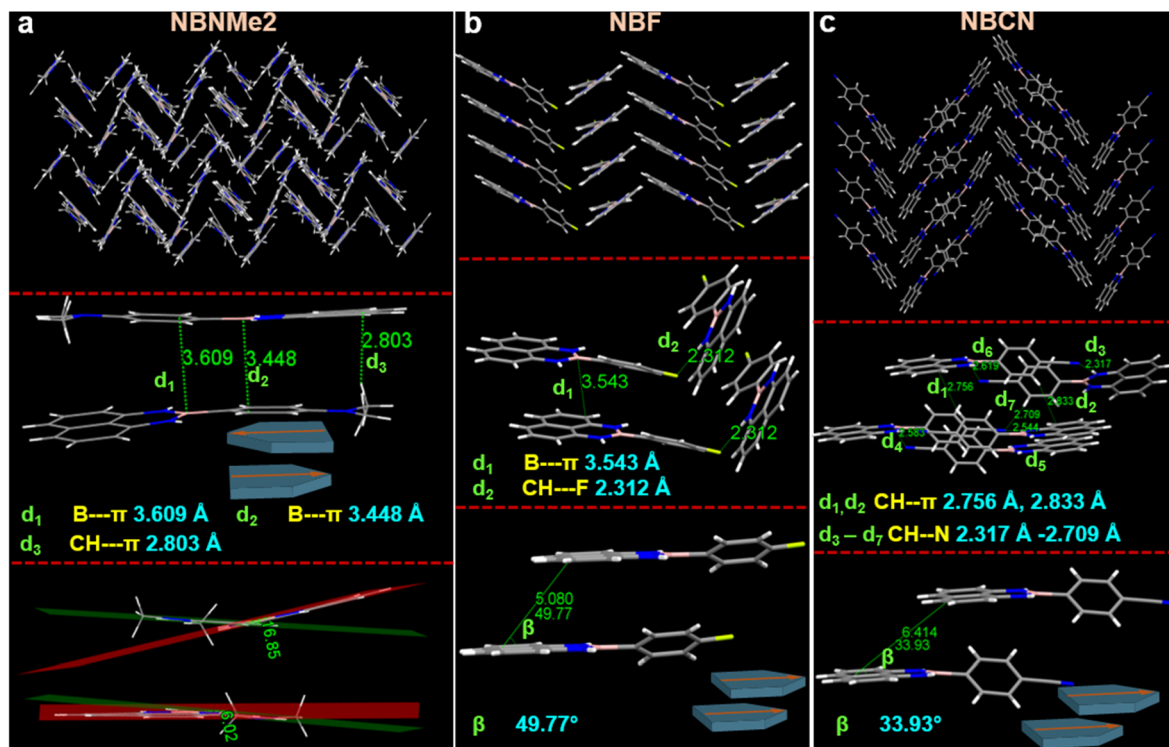 a NBNMe2
3.609
3.448
2.803
d1
d2
d3
d1 B---π 3.609 Å d2 B---π 3.448 Å
d3 CH---π 2.803 Å
16.85
6.02
b NBF
d2
2.312
d1
3.543
2.312
d1 B---π 3.543 Å
d2 CH---F 2.312 Å
5.080
49.77
β
β 49.77°
c NBCN
d6
d3
2.619
2.317
d1
2.756
d7
2.833
d2
2.709
2.544
d4
2.583
d5
d1,d2 CH--π 2.756 Å, 2.833 Å
d3 – d7 CH--N 2.317 Å -2.709 Å
6.414
33.93
β
β 33.93°